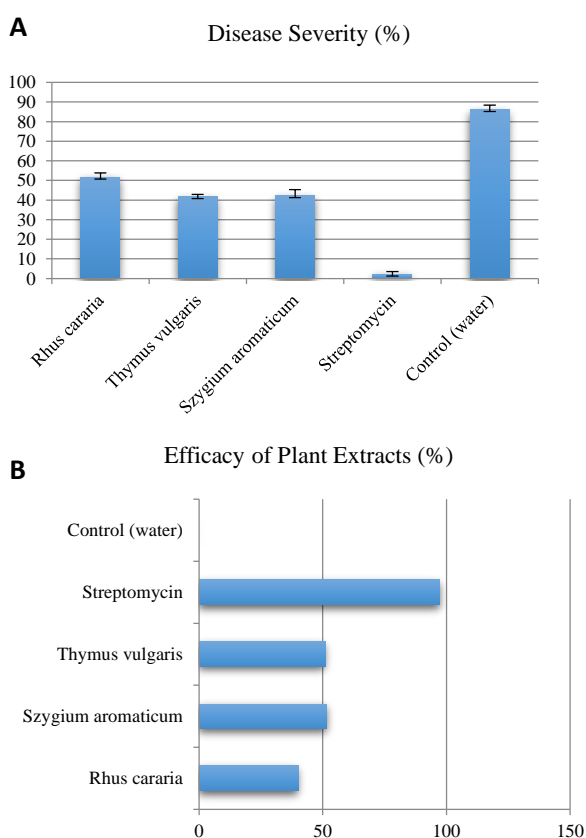 A
Disease Severity (%)
100
90
80
70
60
50
40
30
20
10
0
Rhus cararia
Thymus vulgaris
Szygium aromaticum
Streptomycin
Control (water)
Efficacy of Plant Extracts (%)
B
Control (water)
Streptomycin
Thymus vulgaris
Szygium aromaticum
Rhus cararia
0
50
100
150